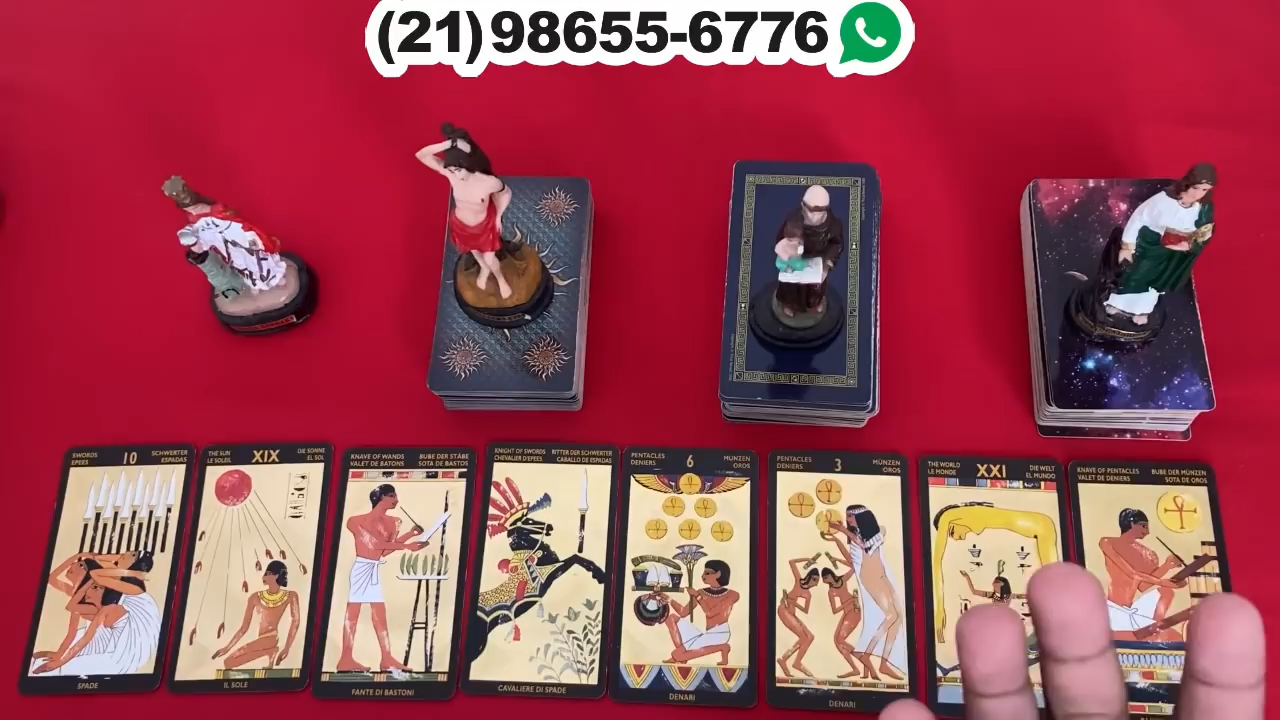 (21)98655-6776
SWORDS
EPEES
10
SCHWERTER
ESPADAS
SPADE
THE SUN
LE SOLEIL
XIX
DIE SONNE
EL SOL
IL SOLE
KNAVE OF WANDS
VALET DE BATONS
BUBE DER STÄBE
SOTA DE BASTOS
FANTE DI BASTONI
KNIGHT OF SWORDS
CHEVALIER D'EPEES
RITTER DER SCHWERTER
CABALLO DE ESPADAS
CAVALIERE DI SPADE
PENTACLES
DENIERS
6
MÜNZEN
OROS
DENARI
PENTACLES
DENIERS
3
MÜNZEN
OROS
DENARI
THE WORLD
LE MONDE
XXI
DIE WELT
EL MUNDO
KNAVE OF PENTACLES
VALET DE DENIERS
BUBE DER MÜNZEN
SOTA DE OROS